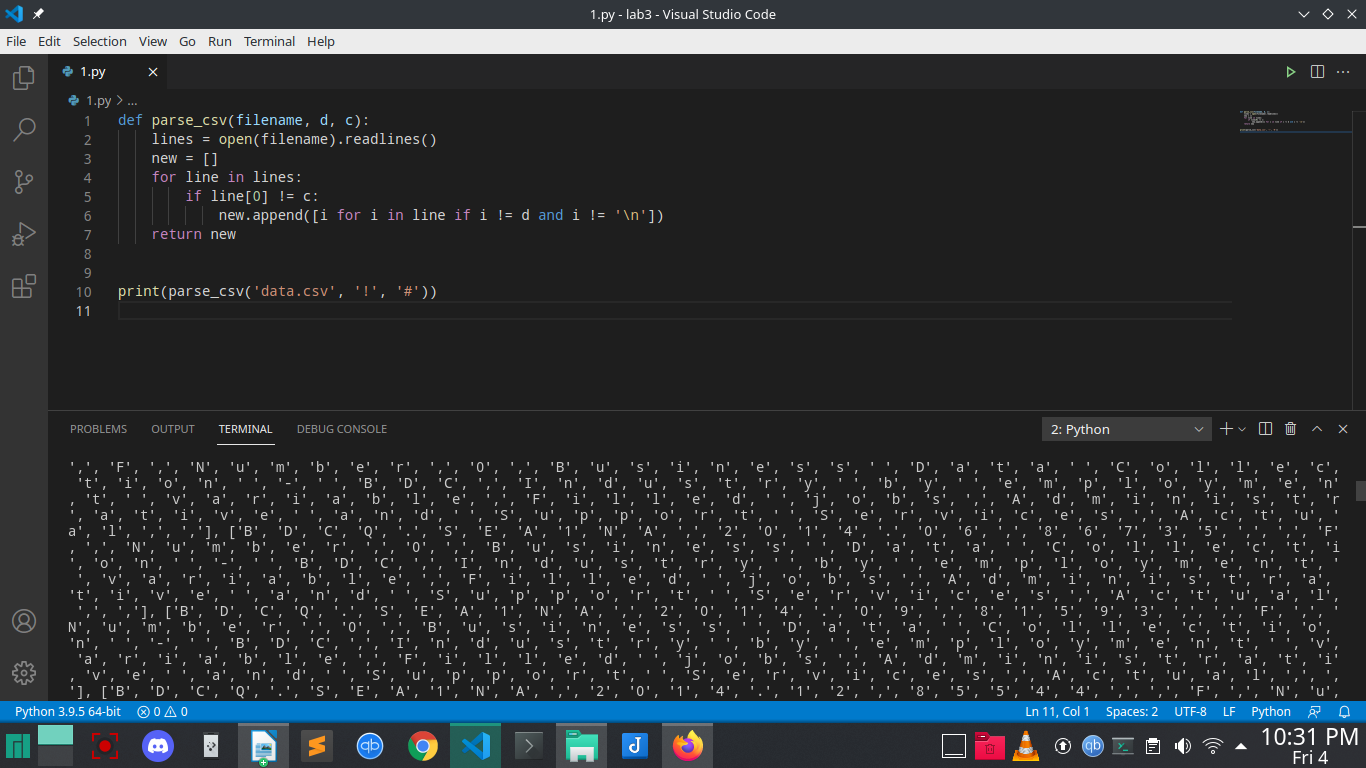 1.py - lab3 - Visual Studio Code
File Edit Selection View Go Run Terminal Help
1.py
1.py > ...
1 def parse_csv(filename, d, c):
2 lines = open(filename).readlines()
3 new = []
4 for line in lines:
5 if line[0] != c:
6 new.append([i for i in line if i != d and i != '\n'])
7 return new
8
9
10 print(parse_csv('data.csv', '!', '#'))
11
PROBLEMS OUTPUT TERMINAL DEBUG CONSOLE 2: Python
',', 'F', ',', 'N', 'u', 'm', 'b', 'e', 'r', ',', '0', ',', 'B', 'u', 's', 'i', 'n', 'e', 's', 's', ' ', 'D', 'a', 't', 'a', ' ', 'C', 'o', 'l', 'l', 'e', 'c',
't', 'i', 'o', 'n', ' ', '-', ' ', 'B', 'D', 'C', ',', 'I', 'n', 'd', 'u', 's', 't', 'r', 'y', ' ', 'b', 'y', ' ', 'e', 'm', 'p', 'l', 'o', 'y', 'm', 'e', 'n'
, 't', ' ', 'v', 'a', 'r', 'i', 'a', 'b', 'l', 'e', ',', 'F', 'i', 'l', 'l', 'e', 'd', ' ', 'j', 'o', 'b', 's', ',', 'A', 'd', 'm', 'i', 'n', 'i', 's', 't', 'r
', 'a', 't', 'i', 'v', 'e', ' ', 'a', 'n', 'd', ' ', 'S', 'u', 'p', 'p', 'o', 'r', 't', ' ', 'S', 'e', 'r', 'v', 'i', 'c', 'e', 's', ',', 'A', 'c', 't', 'u', '
a', 'l', ',', ',', ','], ['B', 'D', 'C', 'Q', '.', 'S', 'E', 'A', '1', 'N', 'A', ',', '2', '0', '1', '4', '.', '0', '6', ',', '8', '6', '7', '3', '5', ',', ',', 'F'
, ',', 'N', 'u', 'm', 'b', 'e', 'r', ',', '0', ',', 'B', 'u', 's', 'i', 'n', 'e', 's', 's', ' ', 'D', 'a', 't', 'a', ' ', 'C', 'o', 'l', 'l', 'e', 'c', 't', 'i
', 'o', 'n', ' ', '-', ' ', 'B', 'D', 'C', ',', 'I', 'n', 'd', 'u', 's', 't', 'r', 'y', ' ', 'b', 'y', ' ', 'e', 'm', 'p', 'l', 'o', 'y', 'm', 'e', 'n', 't', '
', 'v', 'a', 'r', 'i', 'a', 'b', 'l', 'e', ',', 'F', 'i', 'l', 'l', 'e', 'd', ' ', 'j', 'o', 'b', 's', ',', 'A', 'd', 'm', 'i', 'n', 'i', 's', 't', 'r', 'a',
't', 'i', 'v', 'e', ' ', 'a', 'n', 'd', ' ', 'S', 'u', 'p', 'p', 'o', 'r', 't', ' ', 'S', 'e', 'r', 'v', 'i', 'c', 'e', 's', ',', 'A', 'c', 't', 'u', 'a', 'l',
',', ',', ','], ['B', 'D', 'C', 'Q', '.', 'S', 'E', 'A', '1', 'N', 'A', ',', '2', '0', '1', '4', '.', '0', '9', ',', '8', '1', '5', '9', '3', ',', ',', 'F', ',', '
N', 'u', 'm', 'b', 'e', 'r', ',', '0', ',', 'B', 'u', 's', 'i', 'n', 'e', 's', 's', ' ', 'D', 'a', 't', 'a', ' ', 'C', 'o', 'l', 'l', 'e', 'c', 't', 'i', 'o',
'n', ' ', '-', ' ', 'B', 'D', 'C', ',', 'I', 'n', 'd', 'u', 's', 't', 'r', 'y', ' ', 'b', 'y', ' ', 'e', 'm', 'p', 'l', 'o', 'y', 'm', 'e', 'n', 't', ' ', 'v'
, 'a', 'r', 'i', 'a', 'b', 'l', 'e', ',', 'F', 'i', 'l', 'l', 'e', 'd', ' ', 'j', 'o', 'b', 's', ',', 'A', 'd', 'm', 'i', 'n', 'i', 's', 't', 'r', 'a', 't', 'i
', 'v', 'e', ' ', 'a', 'n', 'd', ' ', 'S', 'u', 'p', 'p', 'o', 'r', 't', ' ', 'S', 'e', 'r', 'v', 'i', 'c', 'e', 's', ',', 'A', 'c', 't', 'u', 'a', 'l', ',', ',', '
'], ['B', 'D', 'C', 'Q', '.', 'S', 'E', 'A', '1', 'N', 'A', ',', '2', '0', '1', '4', '.', '1', '2', ',', '8', '5', '5', '4', '4', ',', ',', 'F', ',', 'N', 'u',
Python 3.9.5 64-bit 0 0 Ln 11, Col 1 Spaces: 2 UTF-8 LF Python
10:31 PM
Fri 4